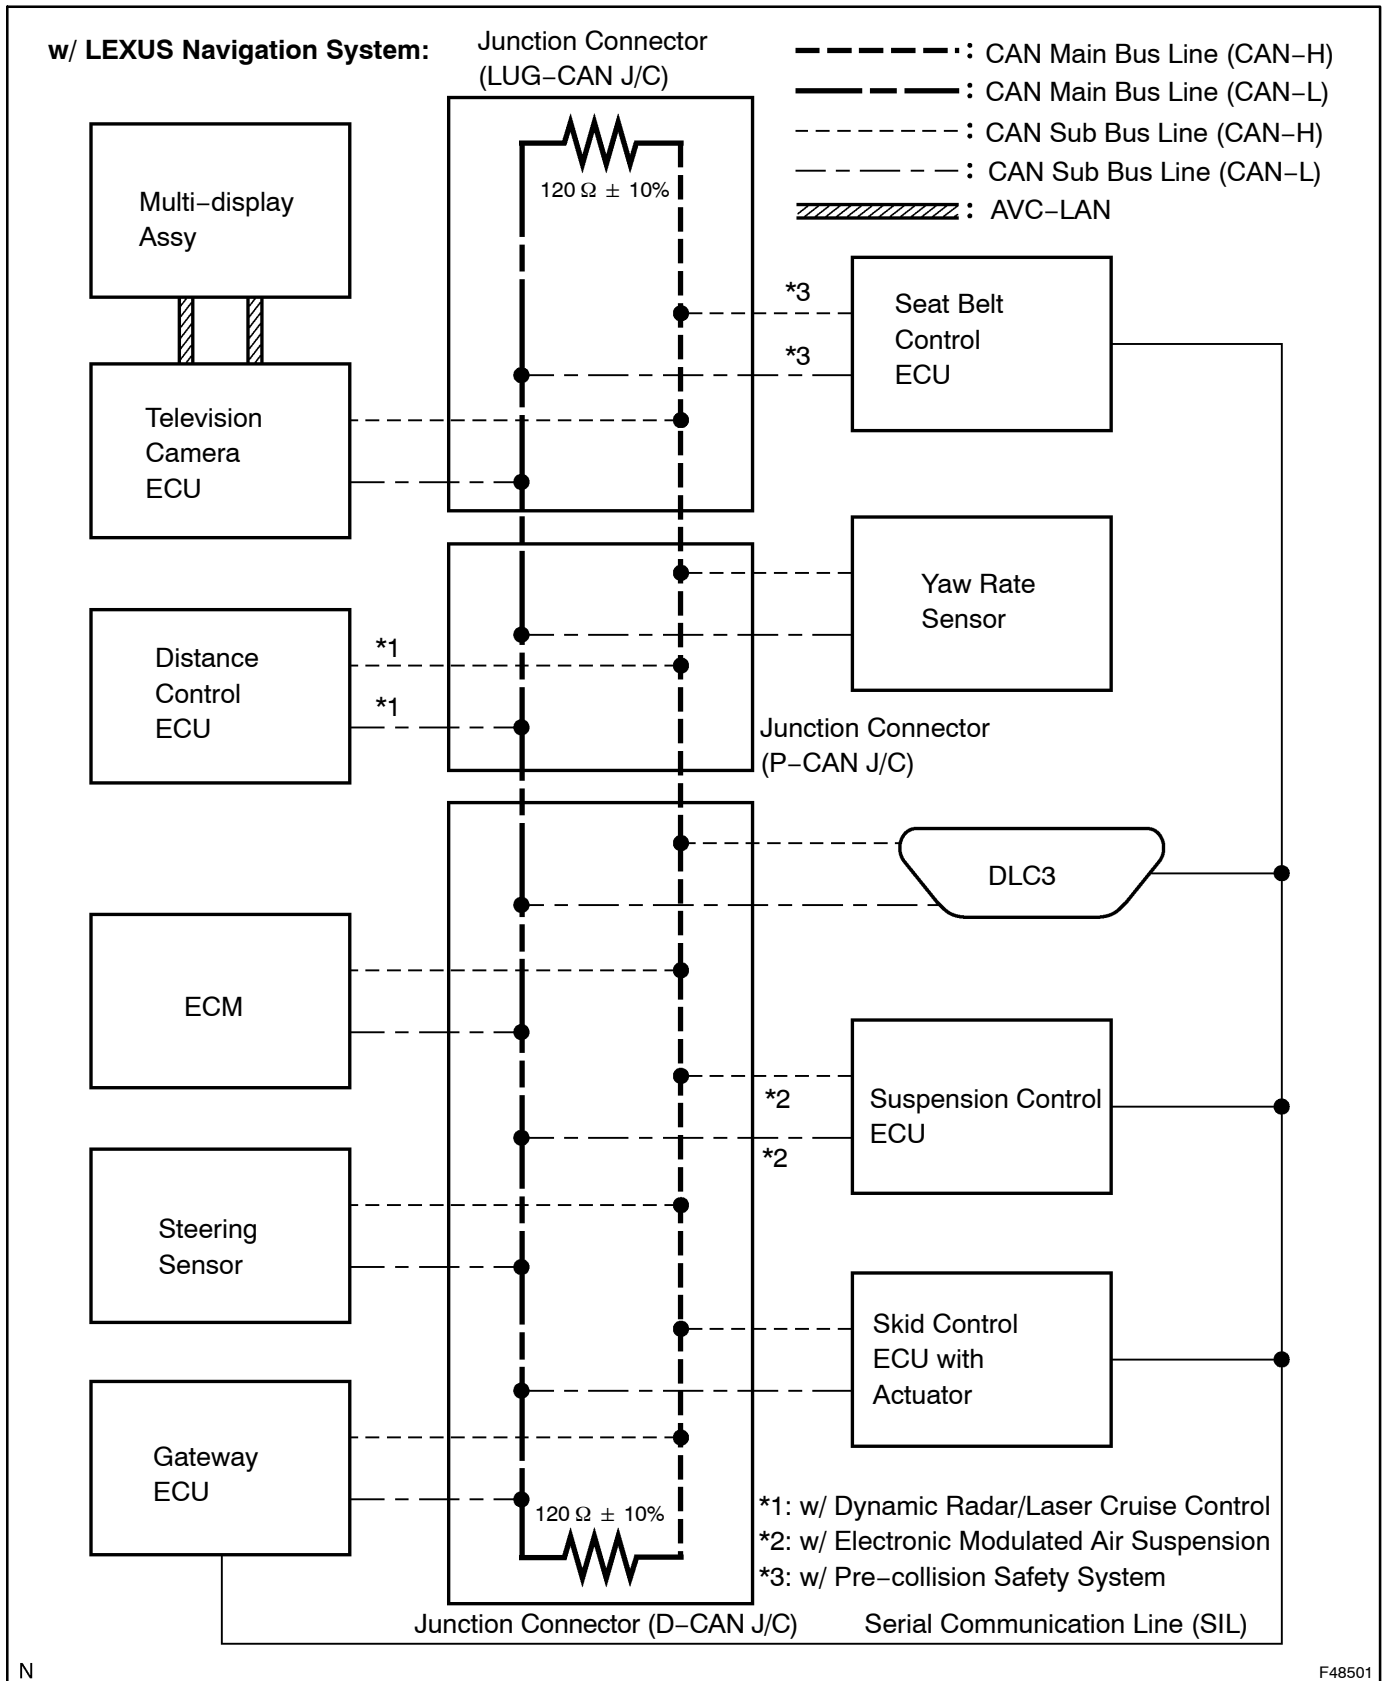 w/ LEXUS Navigation System:
Junction Connector
(LUG−CAN J/C)
: CAN Main Bus Line (CAN−H)
: CAN Main Bus Line (CAN−L)
: CAN Sub Bus Line (CAN−H)
: CAN Sub Bus Line (CAN−L)
: AVC−LAN
120 Ω ± 10%
Multi−display
Assy
*3
*3
Seat Belt
Control
ECU
Television
Camera
ECU
Yaw Rate
Sensor
Distance
Control
ECU
*1
*1
Junction Connector
(P−CAN J/C)
DLC3
ECM
*2
*2
Suspension Control
ECU
Steering
Sensor
Skid Control
ECU with
Actuator
Gateway
ECU
120 Ω ± 10%
*1: w/ Dynamic Radar/Laser Cruise Control
*2: w/ Electronic Modulated Air Suspension
*3: w/ Pre−collision Safety System
Junction Connector (D−CAN J/C)
Serial Communication Line (SIL)
N
F48501